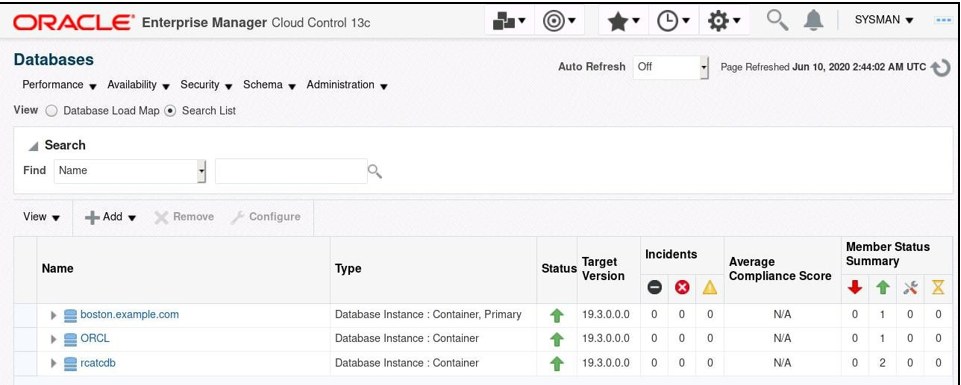 ORACLE Enterprise Manager Cloud Control 13c SYSMAN
Databases
Auto Refresh Off Page Refreshed Jun 10, 2020 2:44:02 AM UTC
Performance Availability Security Schema Administration
View Database Load Map Search List
Search
Find Name
View Add Remove Configure
Name Type Status Target Version Incidents Average Compliance Score Member Status Summary
boston.example.com Database Instance : Container, Primary 19.3.0.0.0 0 0 0 N/A 0 1 0 0
ORCL Database Instance : Container 19.3.0.0.0 0 0 0 N/A 0 1 0 0
rcatcdb Database Instance : Container 19.3.0.0.0 0 0 0 N/A 0 2 0 0